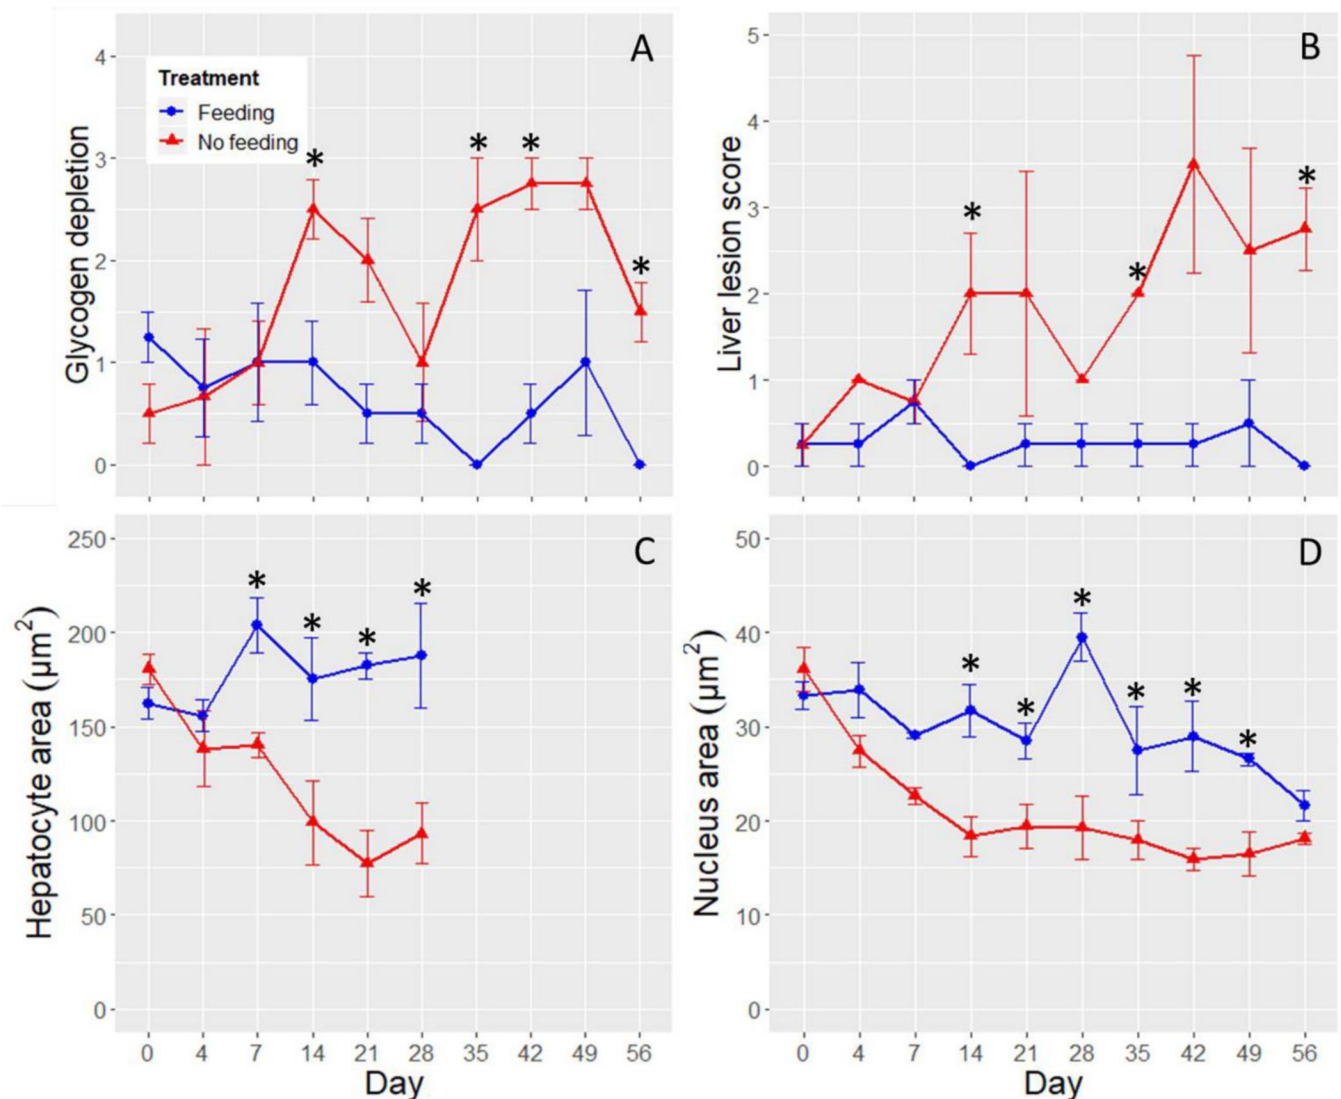 A
Treatment
Feeding
No feeding
Glycogen depletion
4
3
2
1
0
* * * *
B
Liver lesion score
5
4
3
2
1
0
* * *
C
Hepatocyte area (µm²)
250
200
150
100
50
0
* * * *
0 4 7 14 21 28 35 42 49 56
Day
D
Nucleus area (µm²)
50
40
30
20
10
0
* * * * * *
0 4 7 14 21 28 35 42 49 56
Day